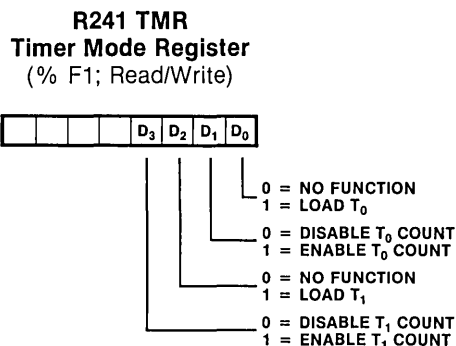 R241 TMR
Timer Mode Register
(% F1; Read/Write)
D₃ D₂ D₁ D₀
0 = NO FUNCTION
1 = LOAD T₀
0 = DISABLE T₀ COUNT
1 = ENABLE T₀ COUNT
0 = NO FUNCTION
1 = LOAD T₁
0 = DISABLE T₁ COUNT
1 = ENABLE T₁ COUNT